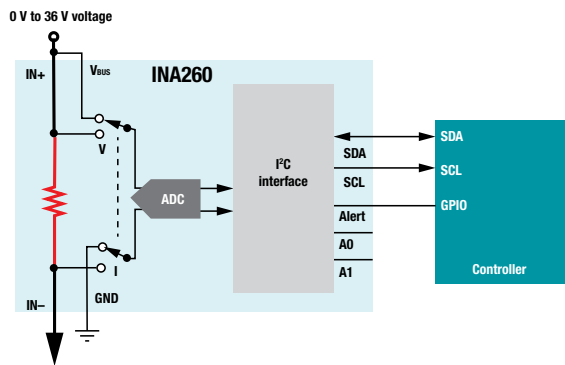 0 V to 36 V voltage
IN+
VBUS
INA260
V
ADC
I²C
interface
SDA
SCL
Alert
A0
A1
SDA
SCL
GPIO
Controller
I
GND
IN–